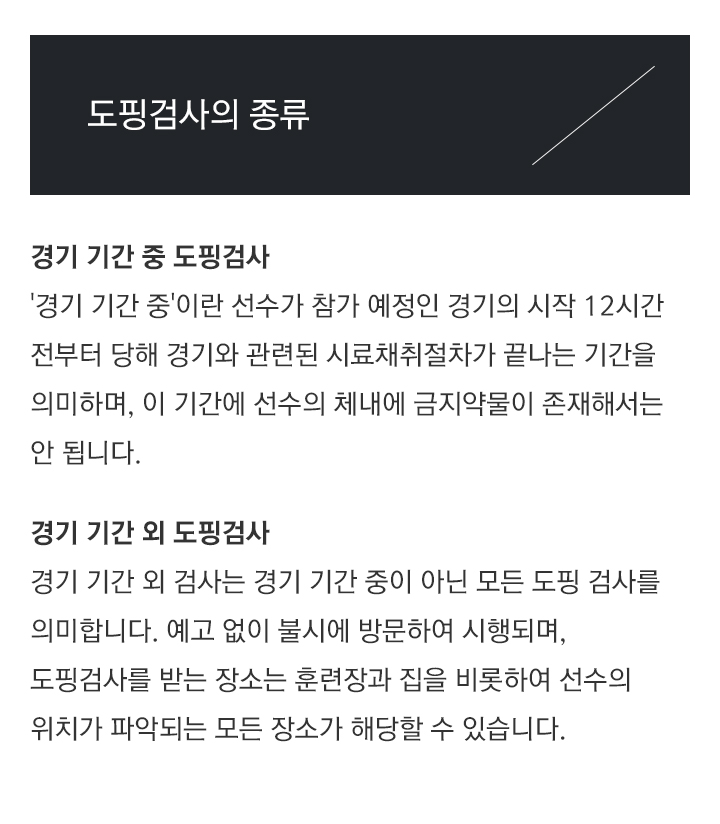 도핑검사의 종류
경기 기간 중 도핑검사
'경기 기간 중'이란 선수가 참가 예정인 경기의 시작 12시간
전부터 당해 경기와 관련된 시료채취절차가 끝나는 기간을
의미하며, 이 기간에 선수의 체내에 금지약물이 존재해서는
안 됩니다.
경기 기간 외 도핑검사
경기 기간 외 검사는 경기 기간 중이 아닌 모든 도핑 검사를
의미합니다. 예고 없이 불시에 방문하여 시행되며,
도핑검사를 받는 장소는 훈련장과 집을 비롯하여 선수의
위치가 파악되는 모든 장소가 해당할 수 있습니다.